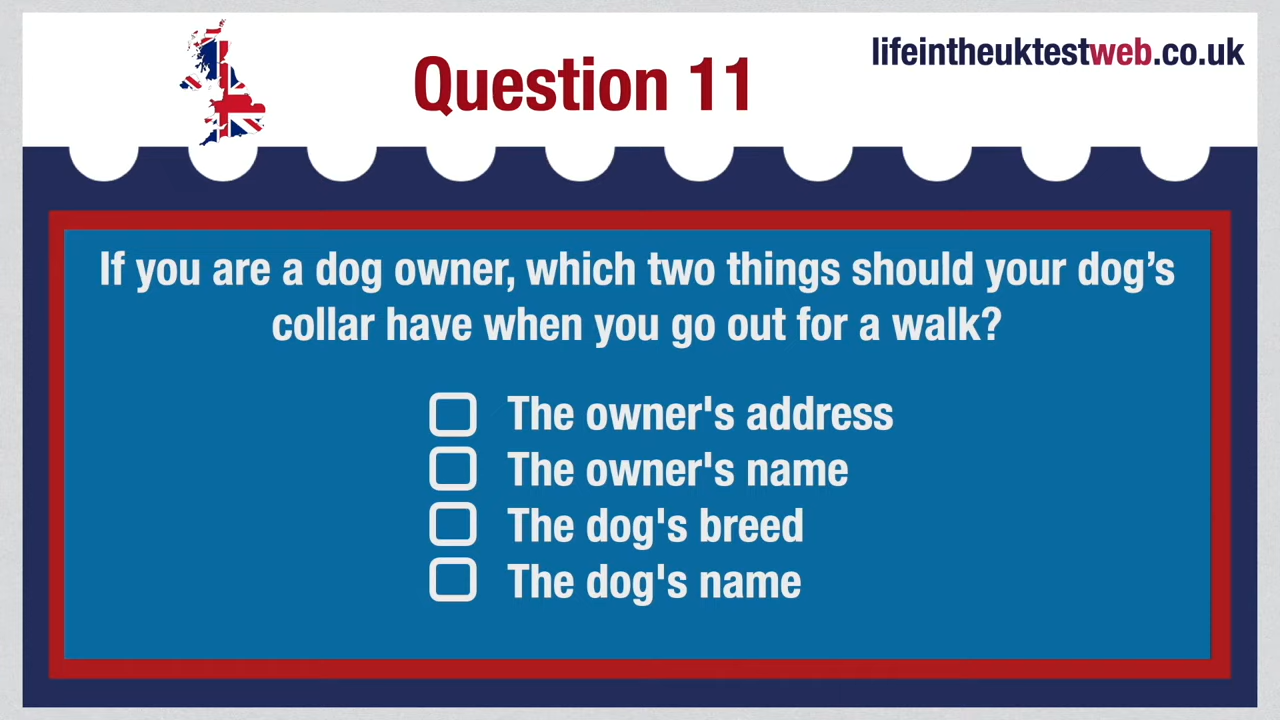 Question 11
lifeintheuktestweb.co.uk
If you are a dog owner, which two things should your dog’s
collar have when you go out for a walk?
The owner's address
The owner's name
The dog's breed
The dog's name